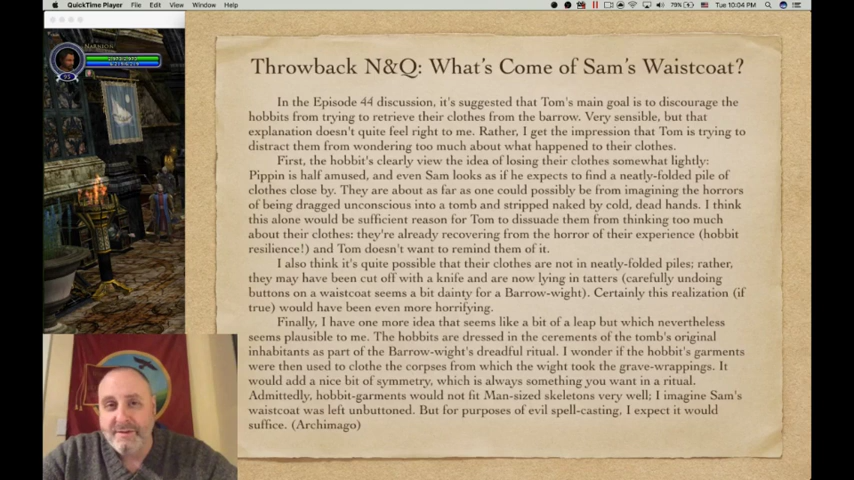 QuickTime Player File Edit View Window Help
79% Tue 10:04 PM
NARNION
93
Throwback N&Q: What's Come of Sam's Waistcoat?
In the Episode 44 discussion, it's suggested that Tom's main goal is to discourage the
hobbits from trying to retrieve their clothes from the barrow. Very sensible, but that
explanation doesn't quite feel right to me. Rather, I get the impression that Tom is trying to
distract them from wondering too much about what happened to their clothes.
First, the hobbit's clearly view the idea of losing their clothes somewhat lightly:
Pippin is half amused, and even Sam looks as if he expects to find a neatly-folded pile of
clothes close by. They are about as far as one could possibly be from imagining the horrors
of being dragged unconscious into a tomb and stripped naked by cold, dead hands. I think
this alone would be sufficient reason for Tom to dissuade them from thinking too much
about their clothes: they're already recovering from the horror of their experience (hobbit
resilience!) and Tom doesn't want to remind them of it.
I also think it's quite possible that their clothes are not in neatly-folded piles; rather,
they may have been cut off with a knife and are now lying in tatters (carefully undoing
buttons on a waistcoat seems a bit dainty for a Barrow-wight). Certainly this realization (if
true) would have been even more horrifying.
Finally, I have one more idea that seems like a bit of a leap but which nevertheless
seems plausible to me. The hobbits are dressed in the cerements of the tomb's original
inhabitants as part of the Barrow-wight's dreadful ritual. I wonder if the hobbit's garments
were then used to clothe the corpses from which the wight took the grave-wrappings. It
would add a nice bit of symmetry, which is always something you want in a ritual.
Admittedly, hobbit-garments would not fit Man-sized skeletons very well; I imagine Sam's
waistcoat was left unbuttoned. But for purposes of evil spell-casting, I expect it would
suffice. (Archimago)